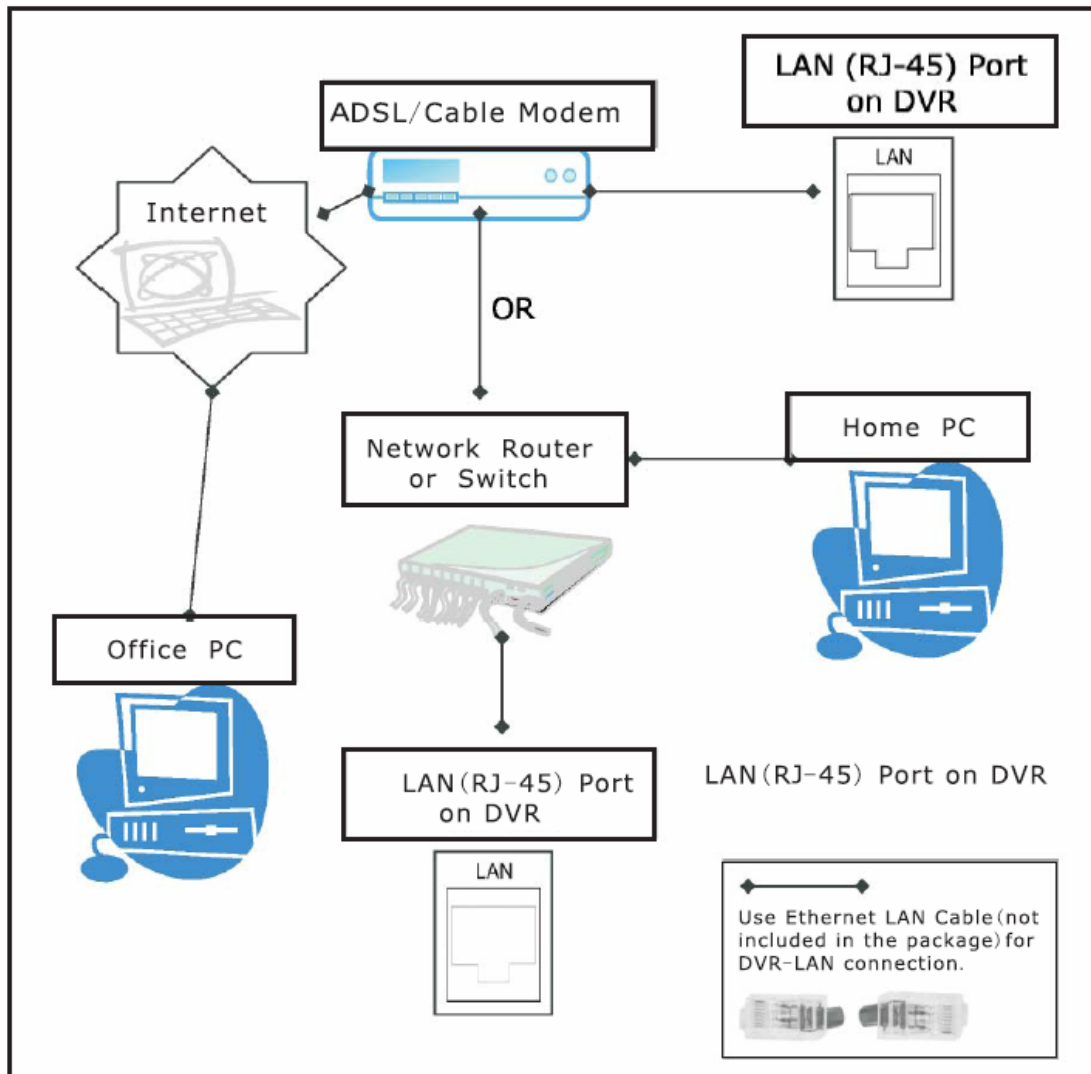 LAN (RJ-45) Port
on DVR
ADSL/Cable Modem
LAN
Internet
OR
Home PC
Network Router
or Switch
Office PC
LAN(RJ-45) Port
on DVR
LAN(RJ-45) Port on DVR
LAN
Use Ethernet LAN Cable(not
included in the package)for
DVR-LAN connection.